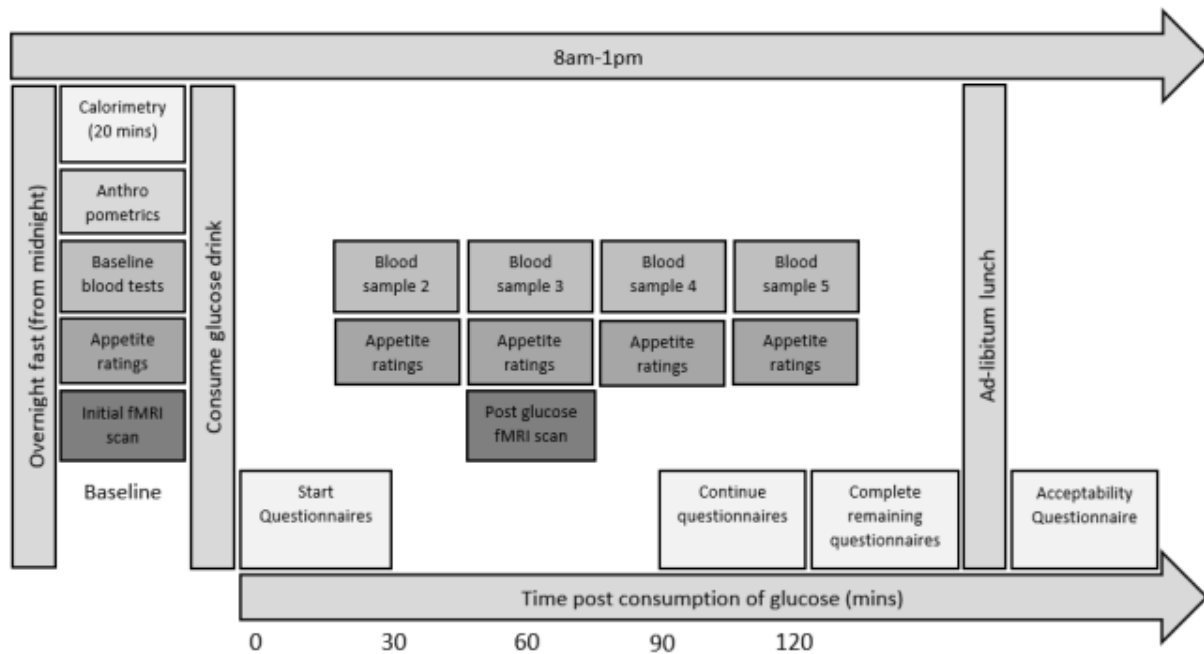 8am-1pm
Overnight fast (from midnight)
Calorimetry
(20 mins)
Anthro
pometrics
Baseline
blood tests
Appetite
ratings
Initial fMRI
scan
Baseline
Consume glucose drink
Blood
sample 2
Blood
sample 3
Blood
sample 4
Blood
sample 5
Appetite
ratings
Appetite
ratings
Appetite
ratings
Appetite
ratings
Post glucose
fMRI scan
Start
Questionnaires
Continue
questionnaires
Complete
remaining
questionnaires
Ad-libitum lunch
Acceptability
Questionnaire
Time post consumption of glucose (mins)
0 30 60 90 120